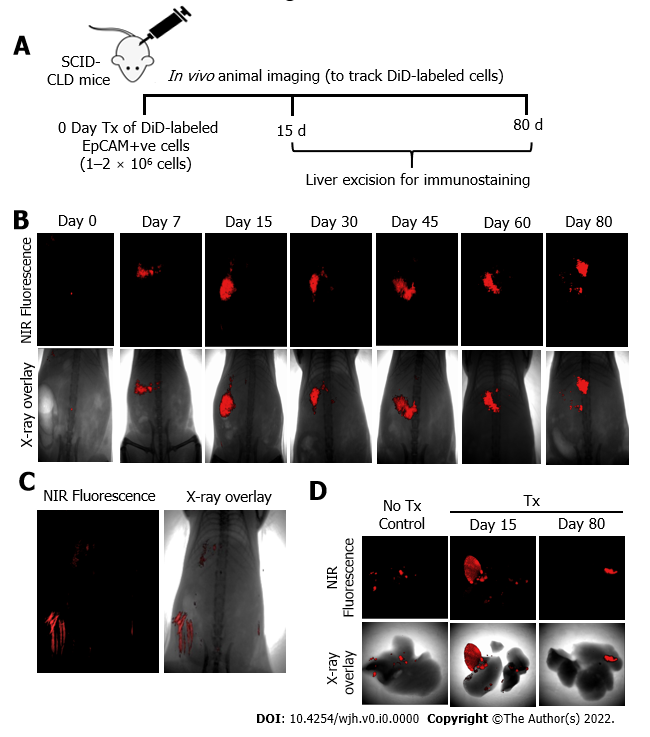 A
SCID-
CLD mice
In vivo animal imaging (to track DiD-labeled cells)
0 Day Tx of DiD-labeled
EpCAM+ve cells
(1–2 × 10⁶ cells)
15 d
80 d
Liver excision for immunostaining
B
Day 0
Day 7
Day 15
Day 30
Day 45
Day 60
Day 80
NIR Fluorescence
X-ray overlay
C
NIR Fluorescence
X-ray overlay
D
No Tx
Control
Tx
Day 15
Day 80
NIR
Fluorescence
X-ray
overlay
DOI: 10.4254/wjh.v0.i0.0000 Copyright ©The Author(s) 2022.